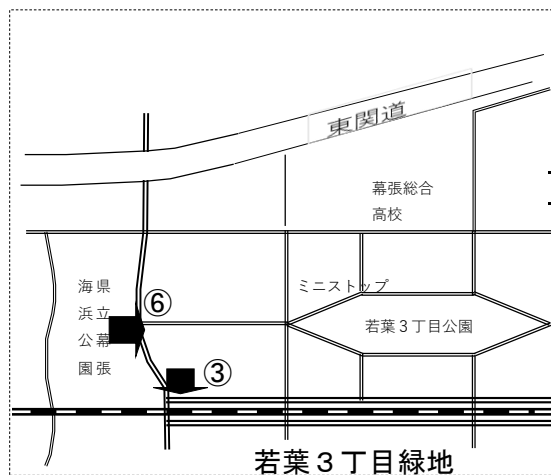 東関道
幕張総合
高校
ミニストップ
県立幕張
海浜公園
⑥
若葉３丁目公園
③
若葉３丁目緑地